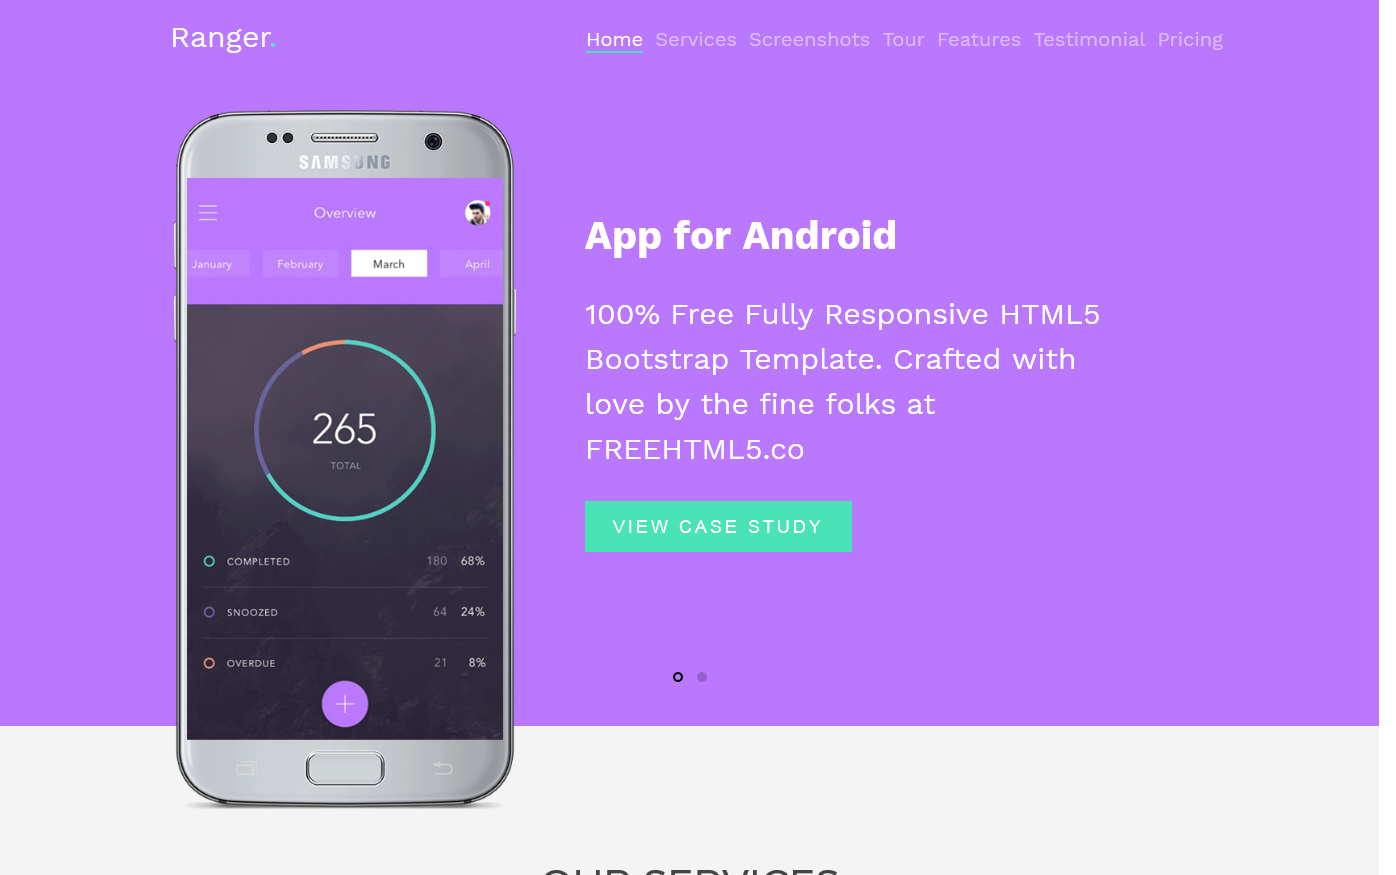 Ranger.
Home Services Screenshots Tour Features Testimonial Pricing
SAMSUNG
Overview
January February March April
265
TOTAL
COMPLETED 180 68%
SNOOZED 64 24%
OVERDUE 21 8%
App for Android
100% Free Fully Responsive HTML5
Bootstrap Template. Crafted with
love by the fine folks at
FREEHTML5.co
VIEW CASE STUDY
OUR SERVICES